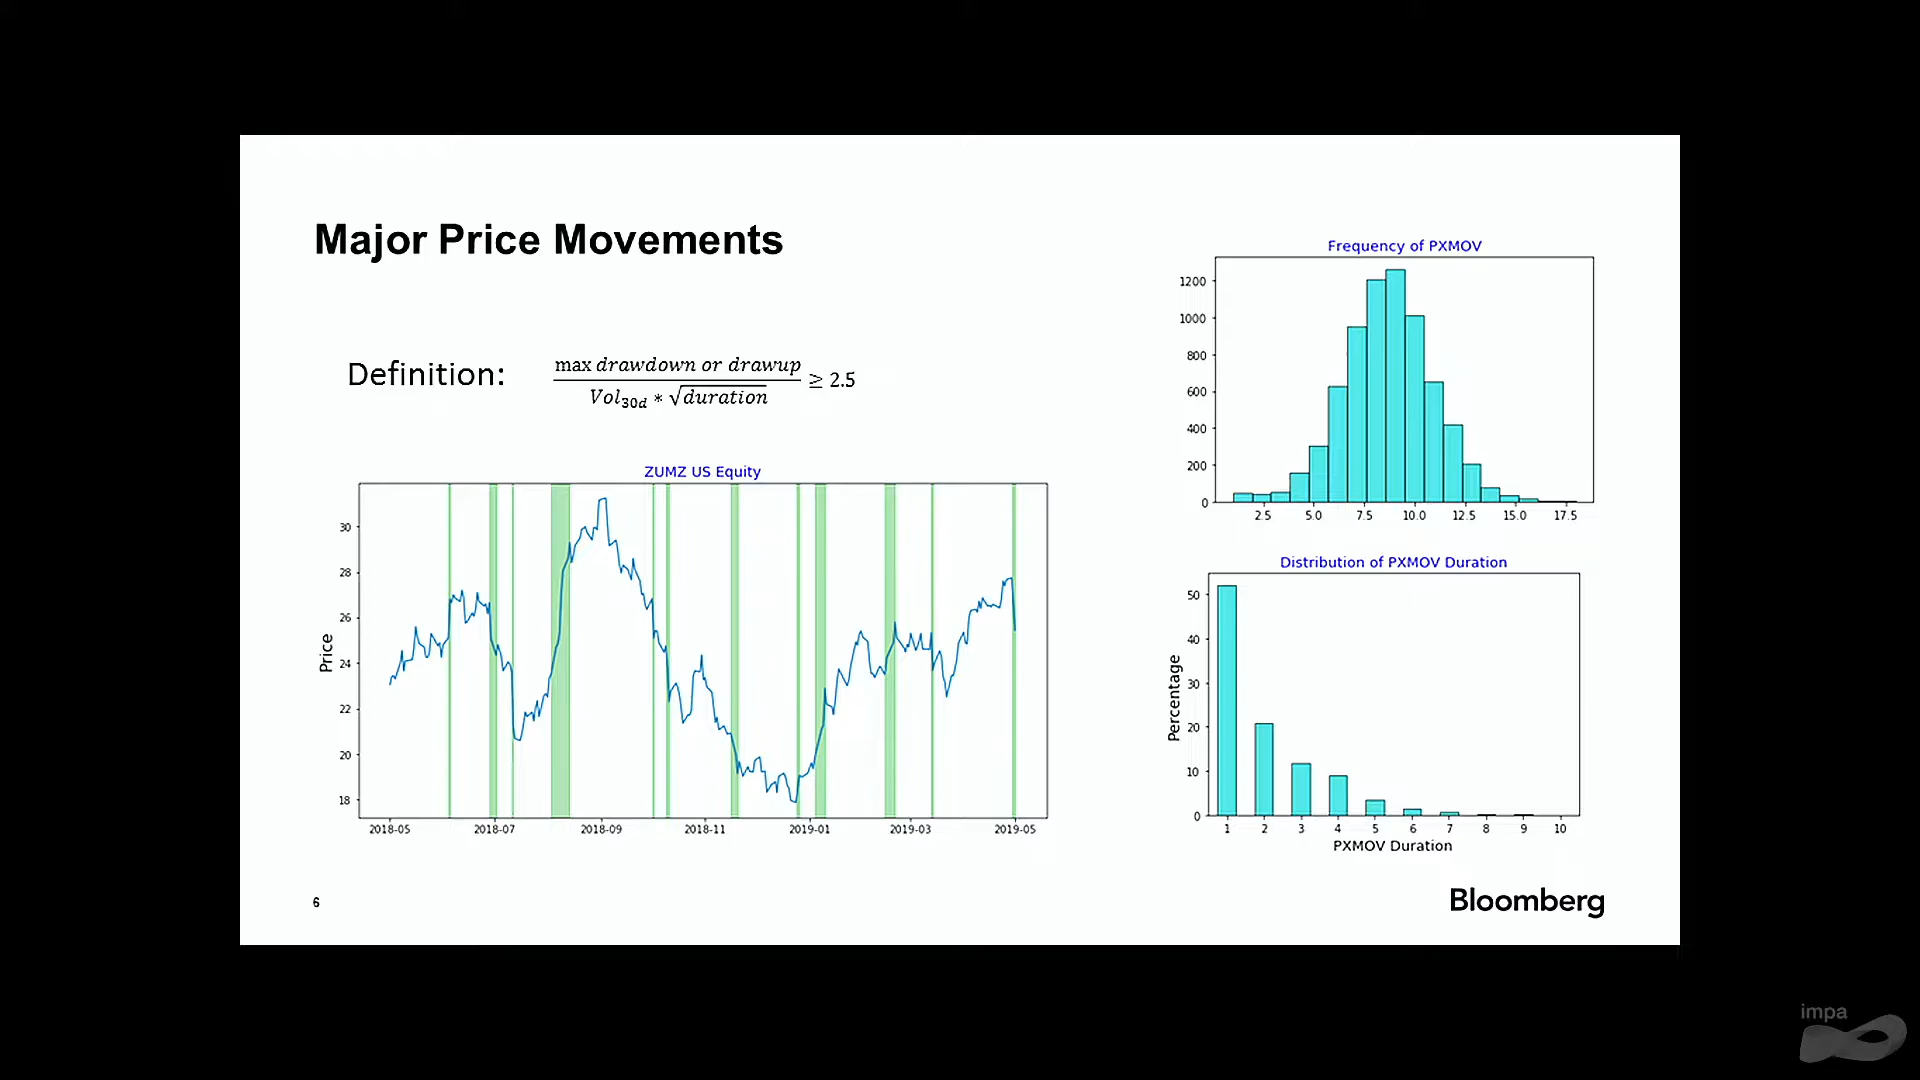 Major Price Movements
Definition:
max drawdown or drawup
Vol30d * √duration
≥ 2.5
ZUMZ US Equity
Price
30
28
26
24
22
20
18
2018-05 2018-07 2018-09 2018-11 2019-01 2019-03 2019-05
Frequency of PXMOV
1200
1000
800
600
400
200
0
2.5 5.0 7.5 10.0 12.5 15.0 17.5
Distribution of PXMOV Duration
Percentage
50
40
30
20
10
0
1 2 3 4 5 6 7 8 9 10
PXMOV Duration
6
Bloomberg
impa